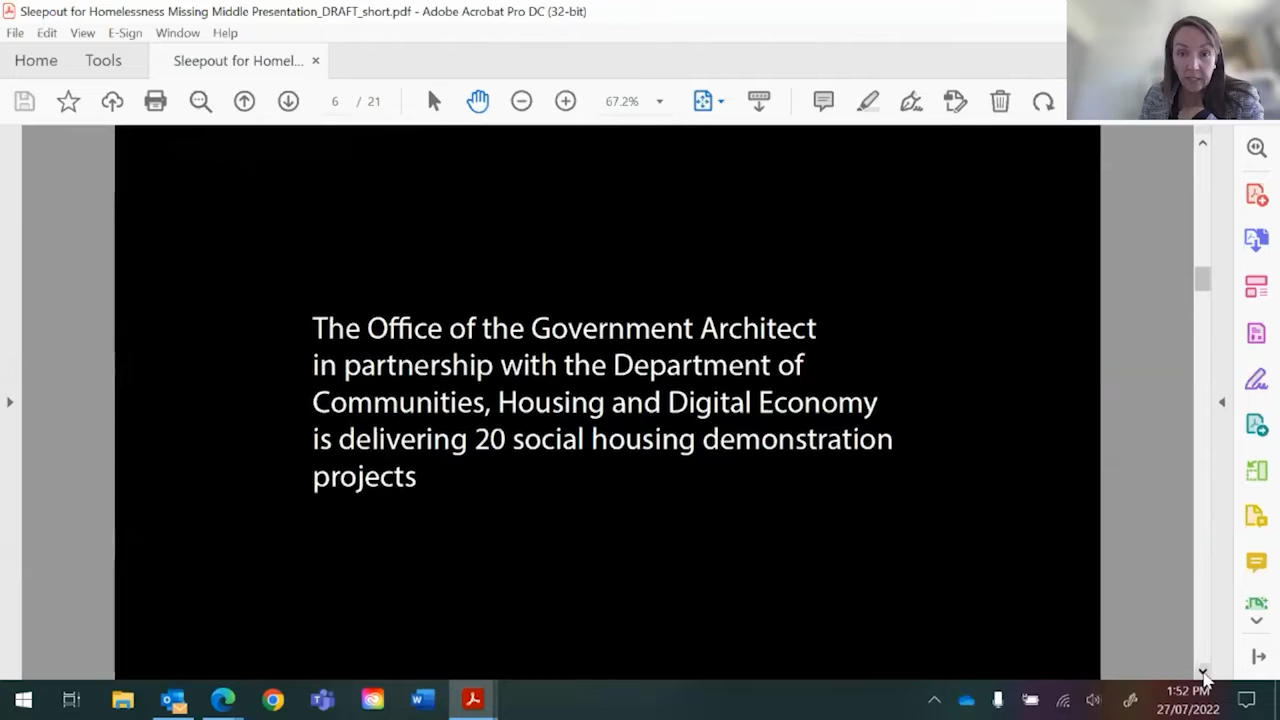 Sleepout for Homelessness Missing Middle Presentation_DRAFT_short.pdf - Adobe Acrobat Pro DC (32-bit)
File Edit View E-Sign Window Help
Home Tools Sleepout for Homel... ×
6 / 21 67.2%
The Office of the Government Architect
in partnership with the Department of
Communities, Housing and Digital Economy
is delivering 20 social housing demonstration
projects
1:52 PM
27/07/2022